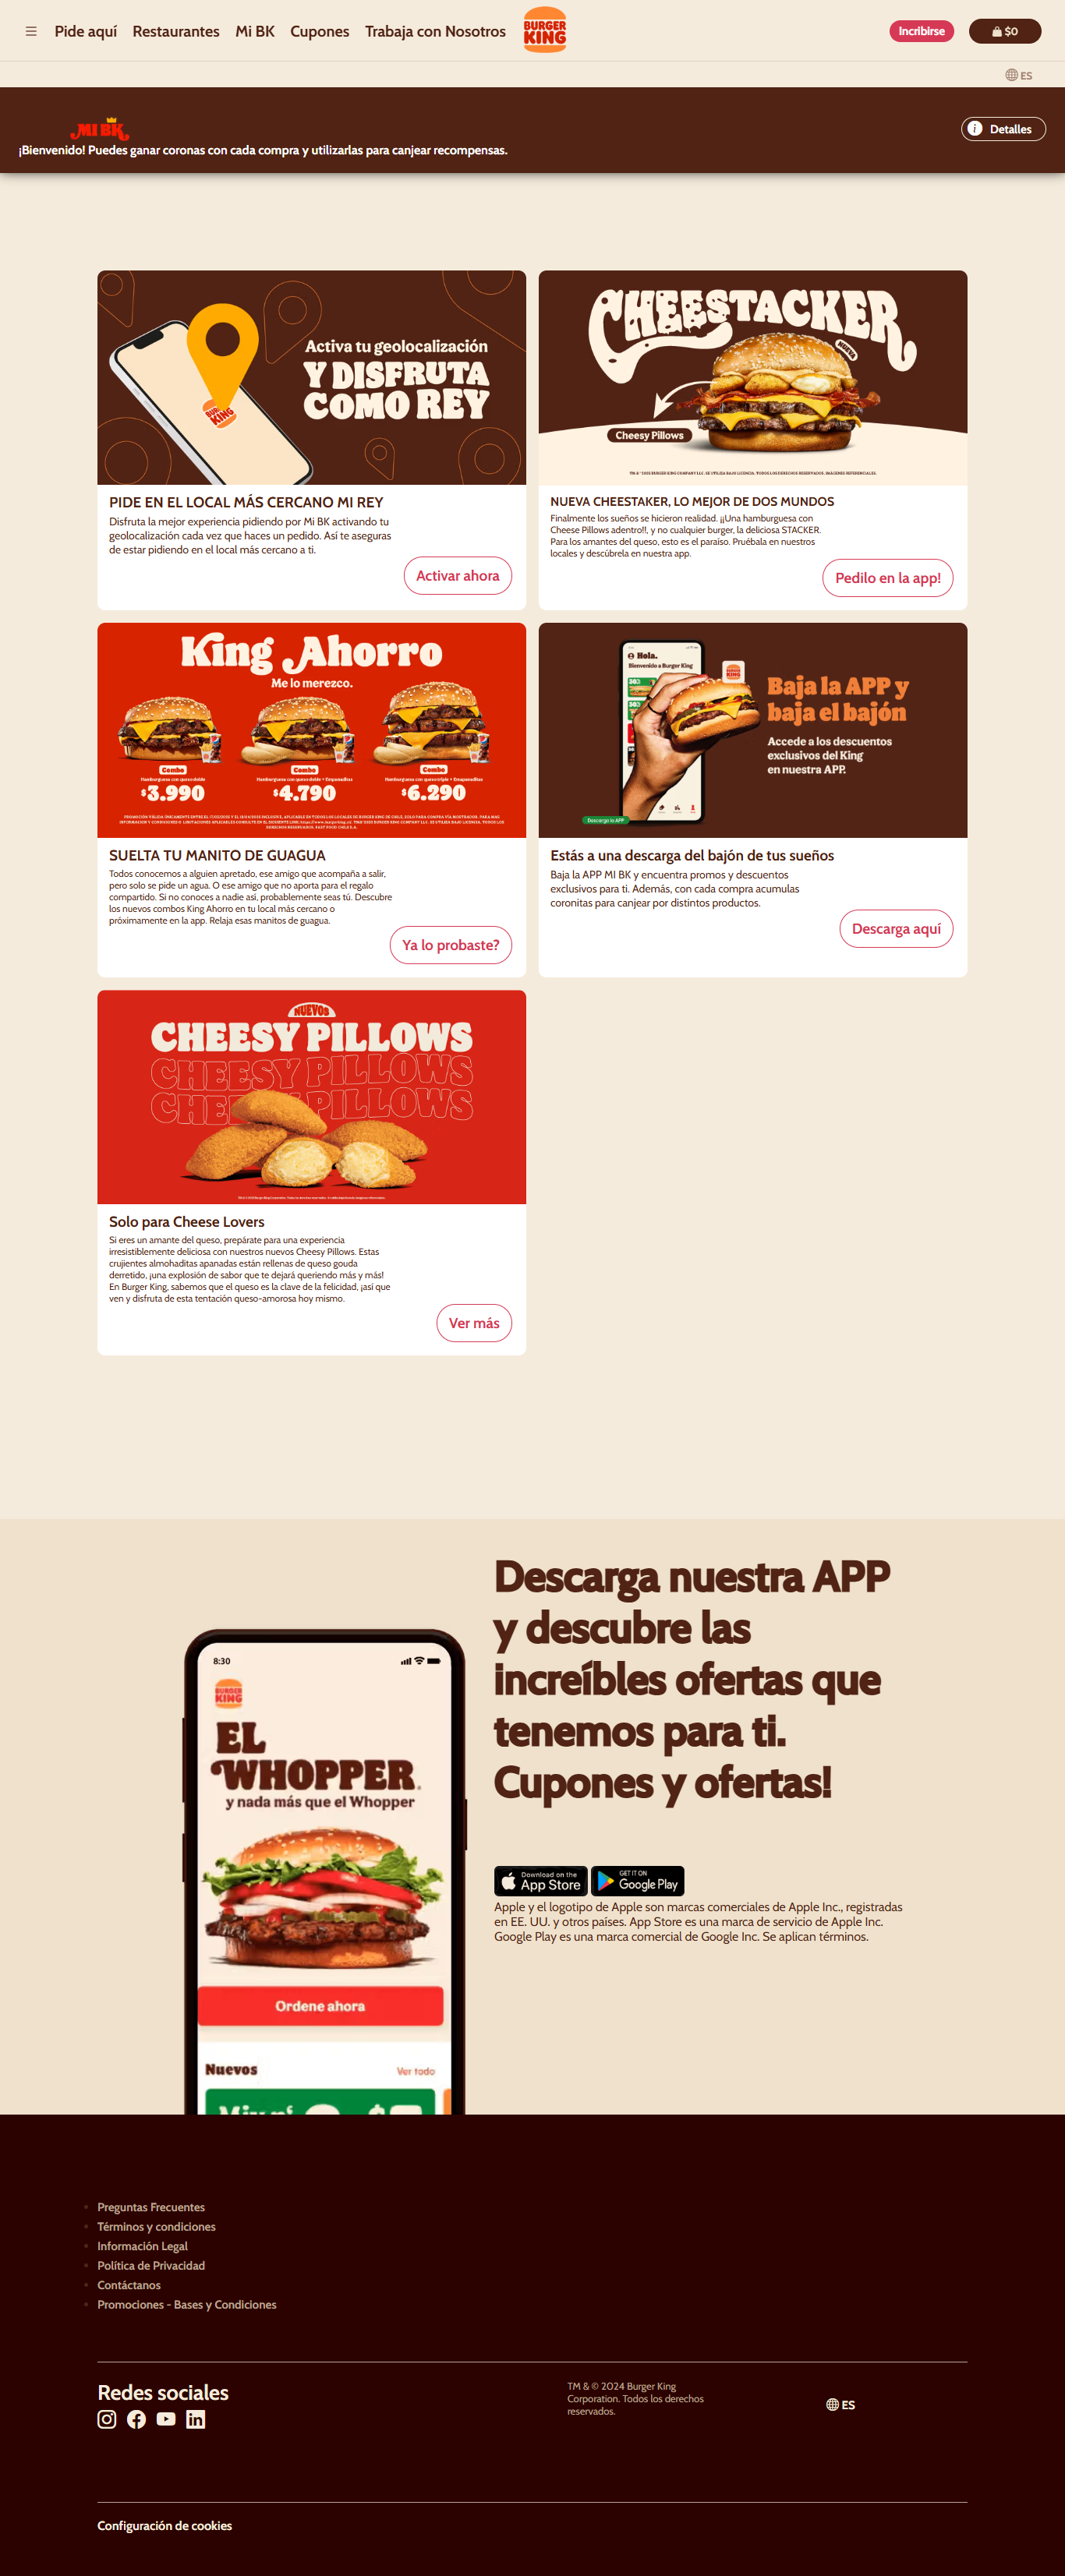 Pide aquí Restaurantes Mi BK Cupones Trabaja con Nosotros BURGER KING Incribirse $0
ES
MI BK
¡Bienvenido! Puedes ganar coronas con cada compra y utilizarlas para canjear recompensas.
Detalles
Activa tu geolocalización
Y DISFRUTA
COMO REY
BURGER KING
PIDE EN EL LOCAL MÁS CERCANO MI REY
Disfruta la mejor experiencia pidiendo por Mi BK activando tu
geolocalización cada vez que haces un pedido. Así te aseguras
de estar pidiendo en el local más cercano a ti.
Activar ahora
CHEESTACKER
NUEVA
Cheesy Pillows
NUEVA CHEESTAKER, LO MEJOR DE DOS MUNDOS
Finalmente los sueños se hicieron realidad. ¡¡Una hamburguesa con
Cheese Pillows adentro!!, y no cualquier burger, la deliciosa STACKER.
Para los amantes del queso, esto es el paraíso. Pruébala en nuestros
locales y descúbrela en nuestra app.
Pedilo en la app!
King Ahorro
Me lo merezco.
Combo Combo Combo
$3.990 $4.790 $6.290
SUELTA TU MANITO DE GUAGUA
Todos conocemos a alguien apretado, ese amigo que acompaña a salir,
pero solo se pide un agua. O ese amigo que no aporta para el regalo
compartido. Si no conoces a nadie así, probablemente seas tú. Descubre
los nuevos combos King Ahorro en tu local más cercano o
próximamente en la app. Relaja esas manitos de guagua.
Ya lo probaste?
Hola.
Bienvenido a Burger King
Baja la APP y
baja el bajón
Accede a los descuentos
exclusivos del King
en nuestra APP.
Descarga la APP
Estás a una descarga del bajón de tus sueños
Baja la APP MI BK y encuentra promos y descuentos
exclusivos para ti. Además, con cada compra acumulas
coronitas para canjear por distintos productos.
Descarga aquí
NUEVOS
CHEESY PILLOWS
CHEESY PILLOWS
CHEESY PILLOWS
Solo para Cheese Lovers
Si eres un amante del queso, prepárate para una experiencia
irresistiblemente deliciosa con nuestros nuevos Cheesy Pillows. Estas
crujientes almohaditas apanadas están rellenas de queso gouda
derretido, ¡una explosión de sabor que te dejará queriendo más y más!
En Burger King, sabemos que el queso es la clave de la felicidad, ¡así que
ven y disfruta de esta tentación queso-amorosa hoy mismo.
Ver más
Descarga nuestra APP
y descubre las
increíbles ofertas que
tenemos para ti.
Cupones y ofertas!
8:30
BURGER KING
EL
WHOPPER
y nada más que el Whopper
Ordene ahora
Nuevos Ver todo
Download on the App Store GET IT ON Google Play
Apple y el logotipo de Apple son marcas comerciales de Apple Inc., registradas
en EE. UU. y otros países. App Store es una marca de servicio de Apple Inc.
Google Play es una marca comercial de Google Inc. Se aplican términos.
Preguntas Frecuentes
Términos y condiciones
Información Legal
Política de Privacidad
Contáctanos
Promociones - Bases y Condiciones
Redes sociales
TM & © 2024 Burger King
Corporation. Todos los derechos
reservados.
ES
Configuración de cookies